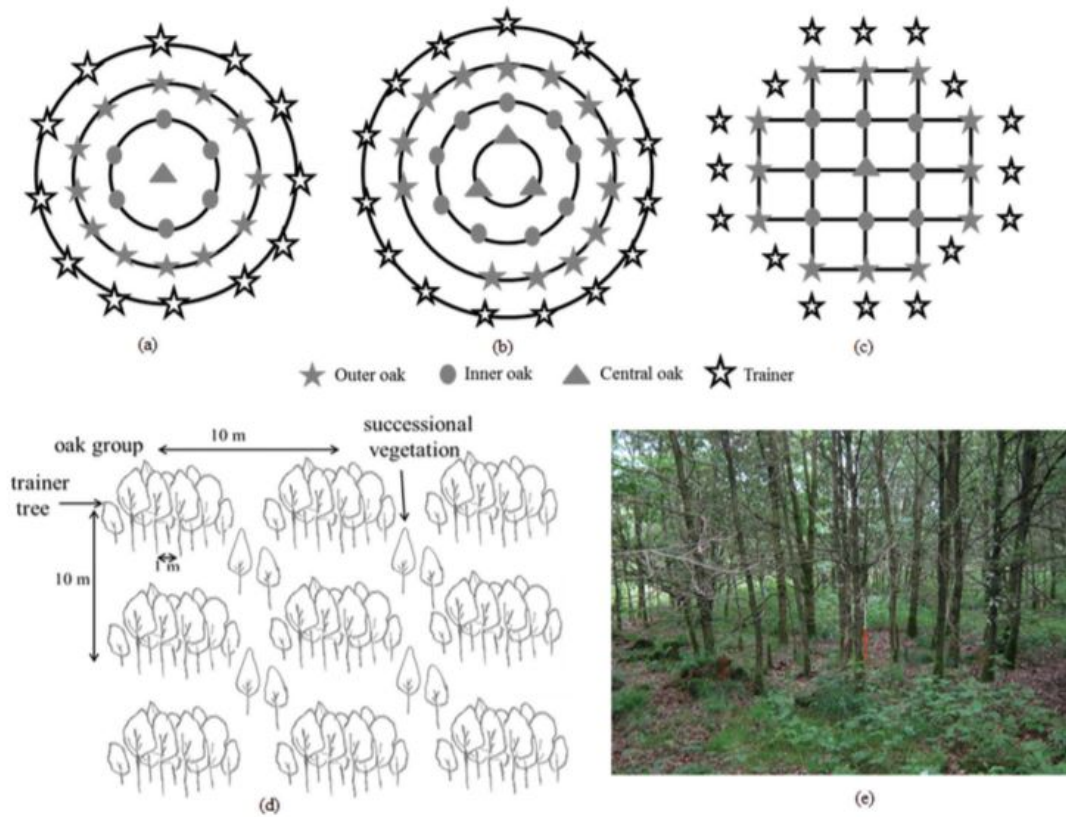 (a)
(b)
(c)
Outer oak
Inner oak
Central oak
Trainer
oak group
10 m
successional
vegetation
trainer
tree
1 m
10 m
(d)
(e)